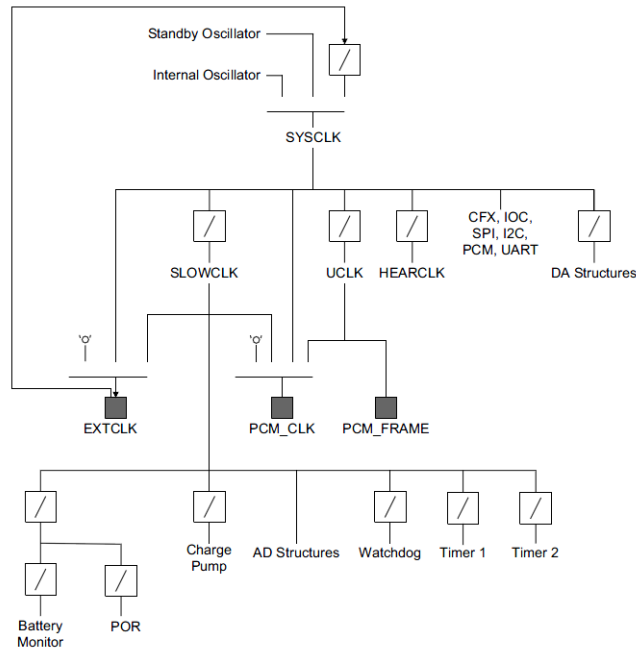 Standby Oscillator
Internal Oscillator
SYSCLK
CFX, IOC,
SPI, I2C,
PCM, UART
SLOWCLK
UCLK
HEARCLK
DA Structures
'0'
'0'
EXTCLK
PCM_CLK
PCM_FRAME
Charge
Pump
AD Structures
Watchdog
Timer 1
Timer 2
Battery
Monitor
POR